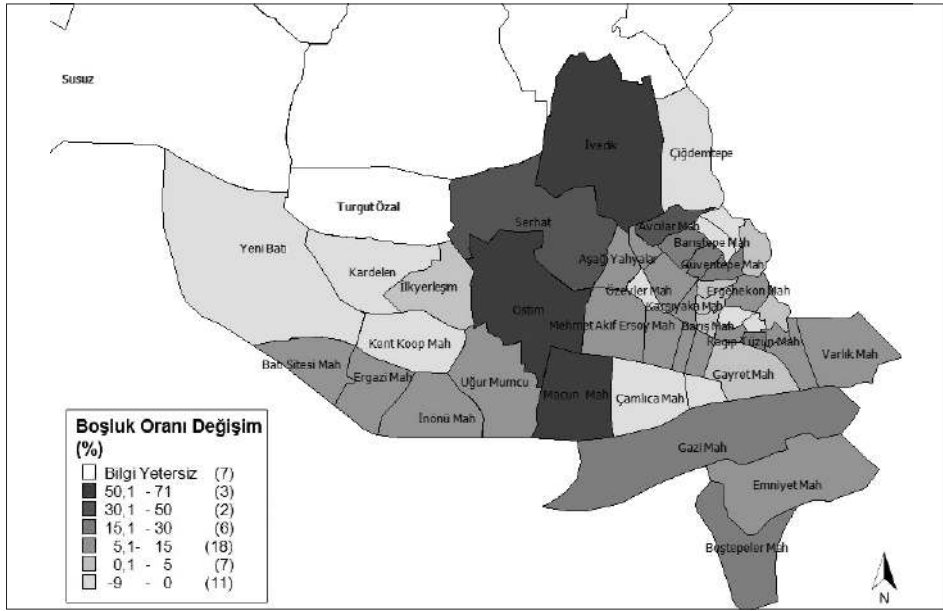 Susuz
İvedik
Çiğdemtepe
Turgut Özal
Serhat
Avcılar Mah
Yeni Batı
Barıştepe Mah
Aşağı Yahyalar
Güventepe Mah
Kardelen
İlkyerleşim
Özevler Mah
Ergenekon Mah
Ostim
Karşıyaka Mah
Mehmet Akif Ersoy Mah
Barış Mah
Kent Koop Mah
Ragıp Tüzün Mah
Varlık Mah
Batı Sitesi Mah
Ergazi Mah
Uğur Mumcu
Gayret Mah
Macun Mah
Çamlıca Mah
İnönü Mah
Gazi Mah
Emniyet Mah
Beştepeler Mah
Boşluk Oranı Değişim
(%)
Bilgi Yetersiz (7)
50,1 - 71 (3)
30,1 - 50 (2)
15,1 - 30 (6)
5,1- 15 (18)
0,1 - 5 (7)
-9 - 0 (11)
N